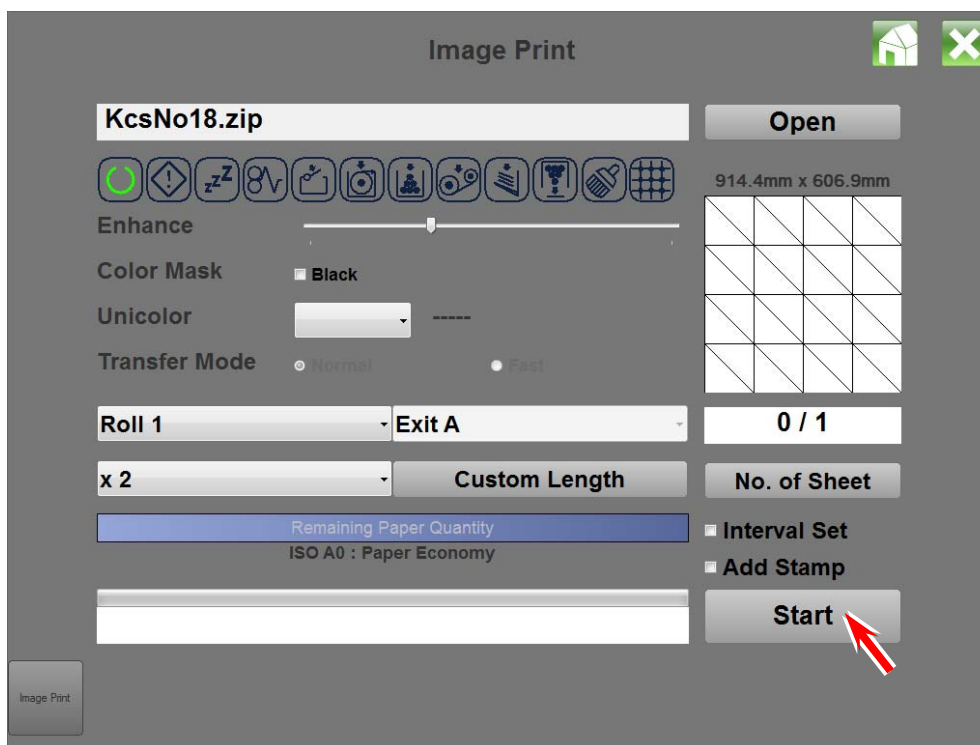 Image Print
KcsNo18.zip
Open
zzZ
914.4mm x 606.9mm
Enhance
Color Mask
Black
Unicolor
-----
Transfer Mode
Normal
Fast
Roll 1
Exit A
0 / 1
x 2
Custom Length
No. of Sheet
Remaining Paper Quantity
Interval Set
ISO A0 : Paper Economy
Add Stamp
Start
Image Print